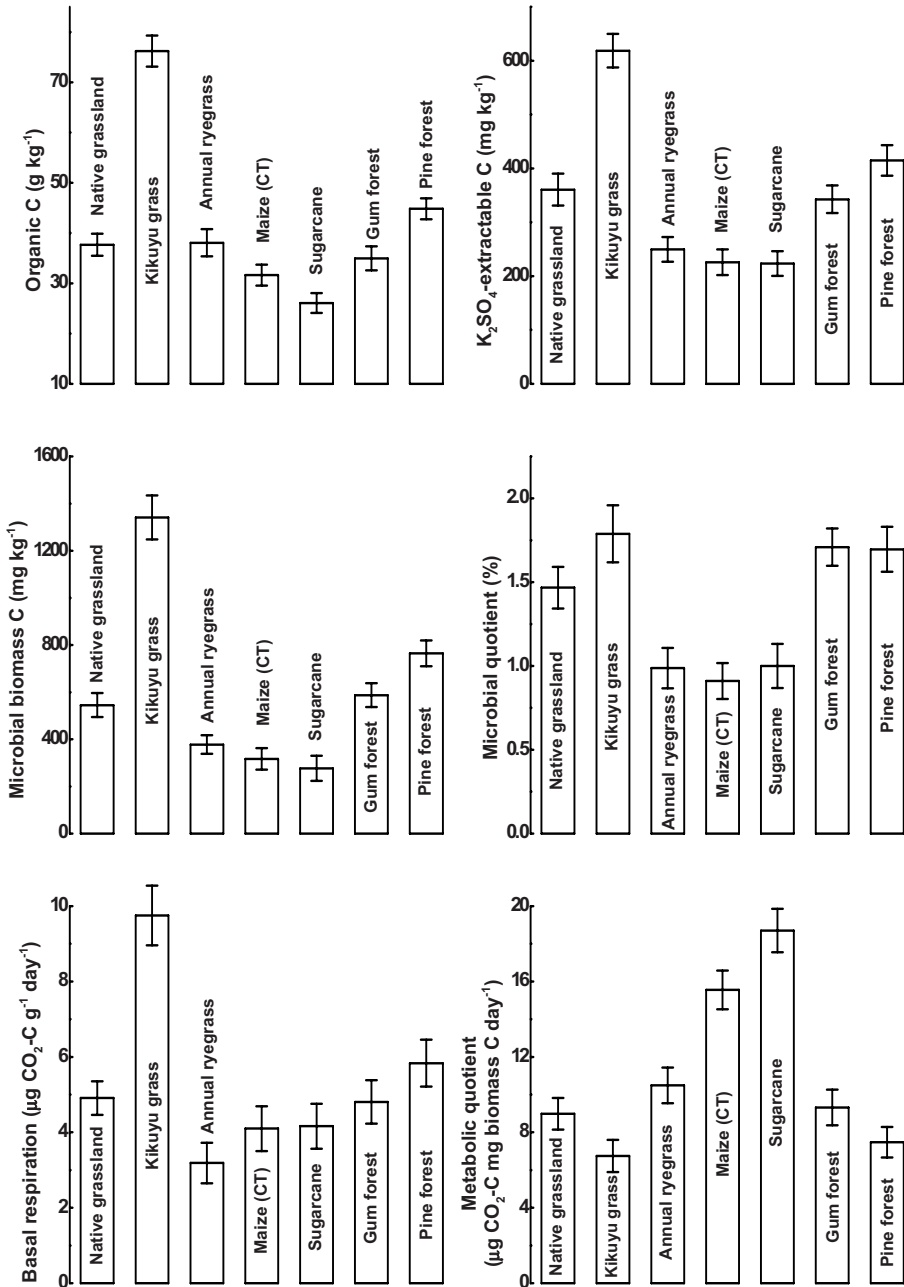 Organic C (g kg⁻¹)
70
50
30
10
Native grassland
Kikuyu grass
Annual ryegrass
Maize (CT)
Sugarcane
Gum forest
Pine forest
K₂SO₄-extractable C (mg kg⁻¹)
600
400
200
0
Native grassland
Kikuyu grass
Annual ryegrass
Maize (CT)
Sugarcane
Gum forest
Pine forest
Microbial biomass C (mg kg⁻¹)
1600
1200
800
400
0
Native grassland
Kikuyu grass
Annual ryegrass
Maize (CT)
Sugarcane
Gum forest
Pine forest
Microbial quotient (%)
2.0
1.5
1.0
0.5
0.0
Native grassland
Kikuyu grass
Annual ryegrass
Maize (CT)
Sugarcane
Gum forest
Pine forest
Basal respiration (µg CO₂-C g⁻¹ day⁻¹)
10
8
6
4
2
0
Native grassland
Kikuyu grass
Annual ryegrass
Maize (CT)
Sugarcane
Gum forest
Pine forest
Metabolic quotient
(µg CO₂-C mg biomass C day⁻¹)
20
16
12
8
4
0
Native grassland
Kikuyu grass
Annual ryegrass
Maize (CT)
Sugarcane
Gum forest
Pine forest